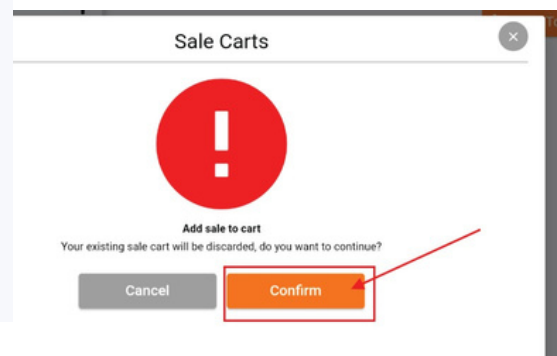 Sale Carts
Add sale to cart
Your existing sale cart will be discarded, do you want to continue?
Cancel
Confirm